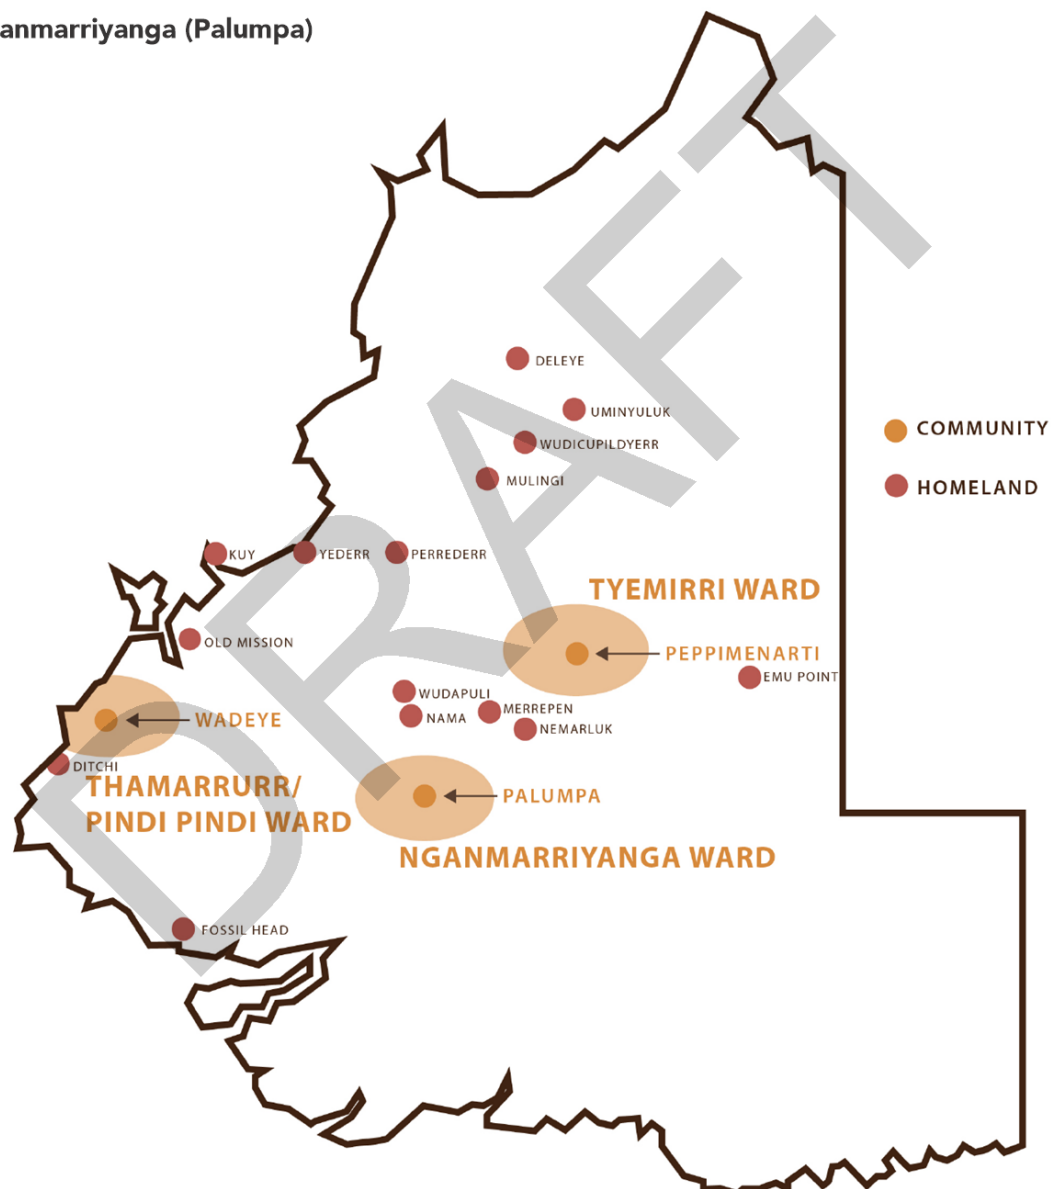 anmarriyanga (Palumpa)
DRAFT
DELEYE
UMINYULUK
COMMUNITY
WUDICUPILDYERR
MULINGI
HOMELAND
KUY
YEDERR
PERREDERR
TYEMIRRI WARD
OLD MISSION
PEPPIMENARTI
EMU POINT
WUDAPULI
MERREPEN
NAMA
NEMARLUK
WADEYE
DITCHI
THAMARRURR/
PINDI PINDI WARD
PALUMPA
NGANMARRIYANGA WARD
FOSSIL HEAD